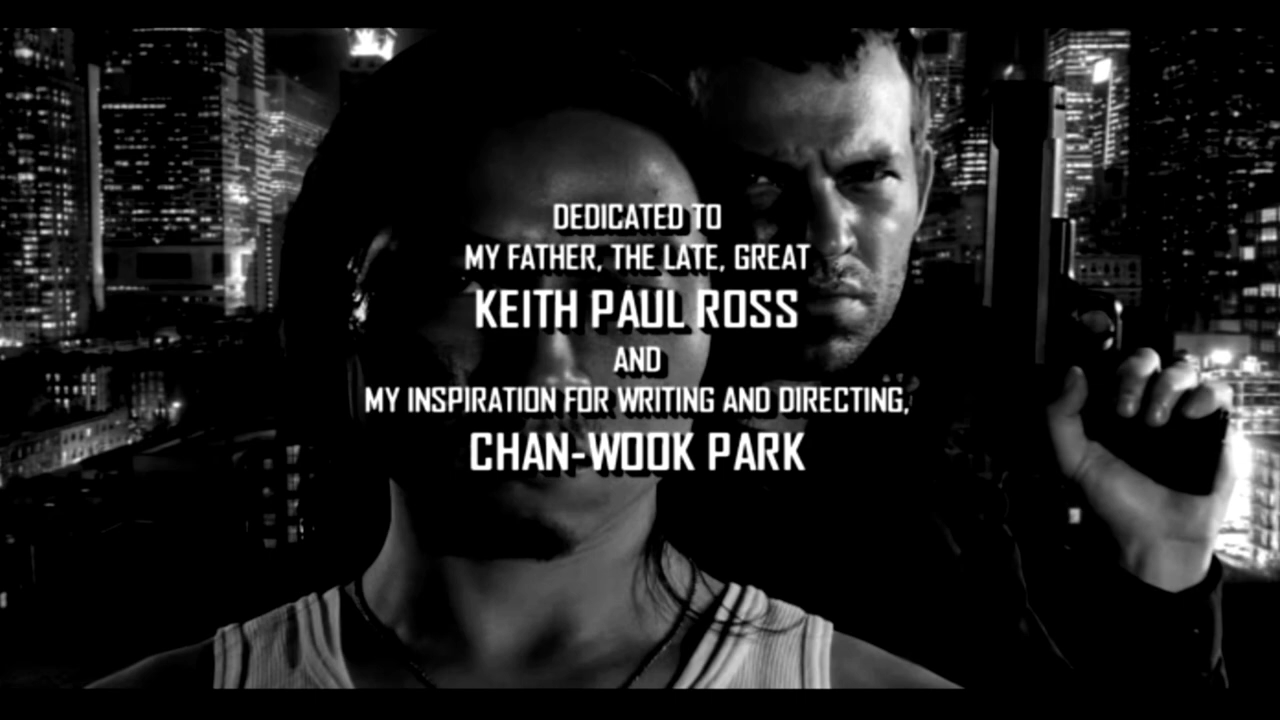 DEDICATED TO
MY FATHER, THE LATE, GREAT
KEITH PAUL ROSS
AND
MY INSPIRATION FOR WRITING AND DIRECTING,
CHAN-WOOK PARK